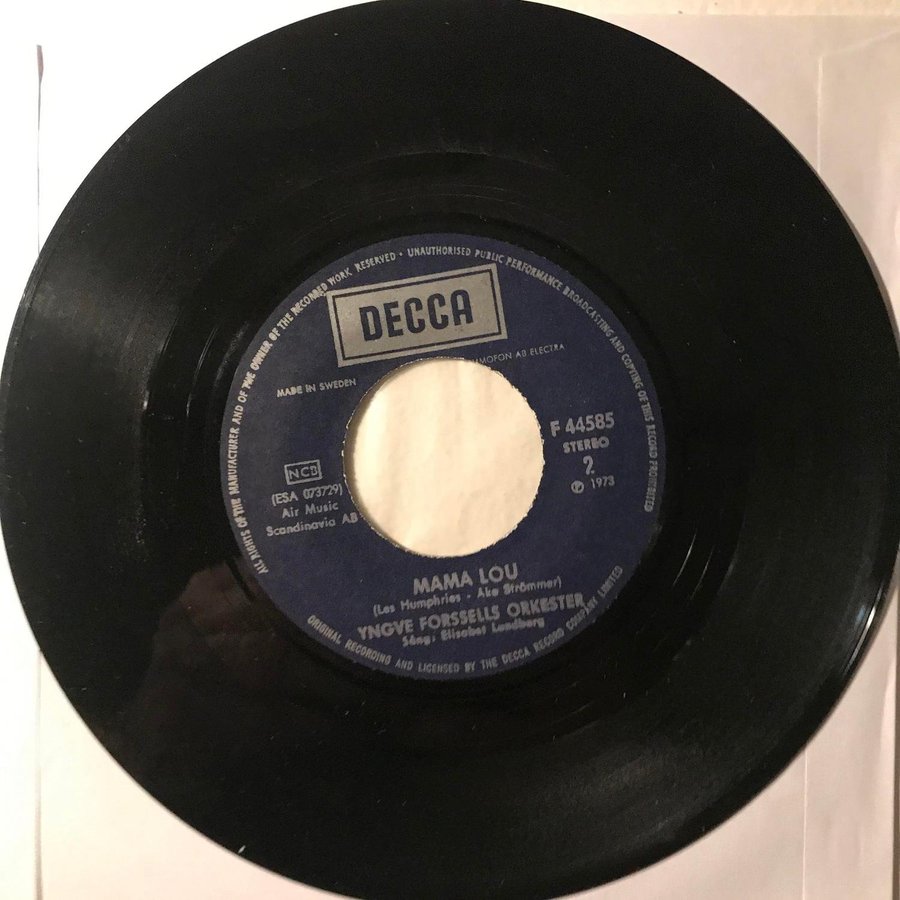 ALL RIGHTS OF THE MANUFACTURER AND OF THE OWNER OF THE RECORDED WORK RESERVED • UNAUTHORISED PUBLIC PERFORMANCE BROADCASTING AND COPYING OF THIS RECORD PROHIBITED
DECCA
AB ELECTRA
MADE IN SWEDEN
F 44585
STEREO
2
℗ 1973
NCB
(ESA 073729)
Air Music
Scandinavia AB
MAMA LOU
(Les Humphries - Ake Strömmer)
YNGVE FORSSELLS ORKESTER
Sång: Elisabet Lundberg
ORIGINAL RECORDING AND LICENSED BY THE DECCA RECORD COMPANY LIMITED